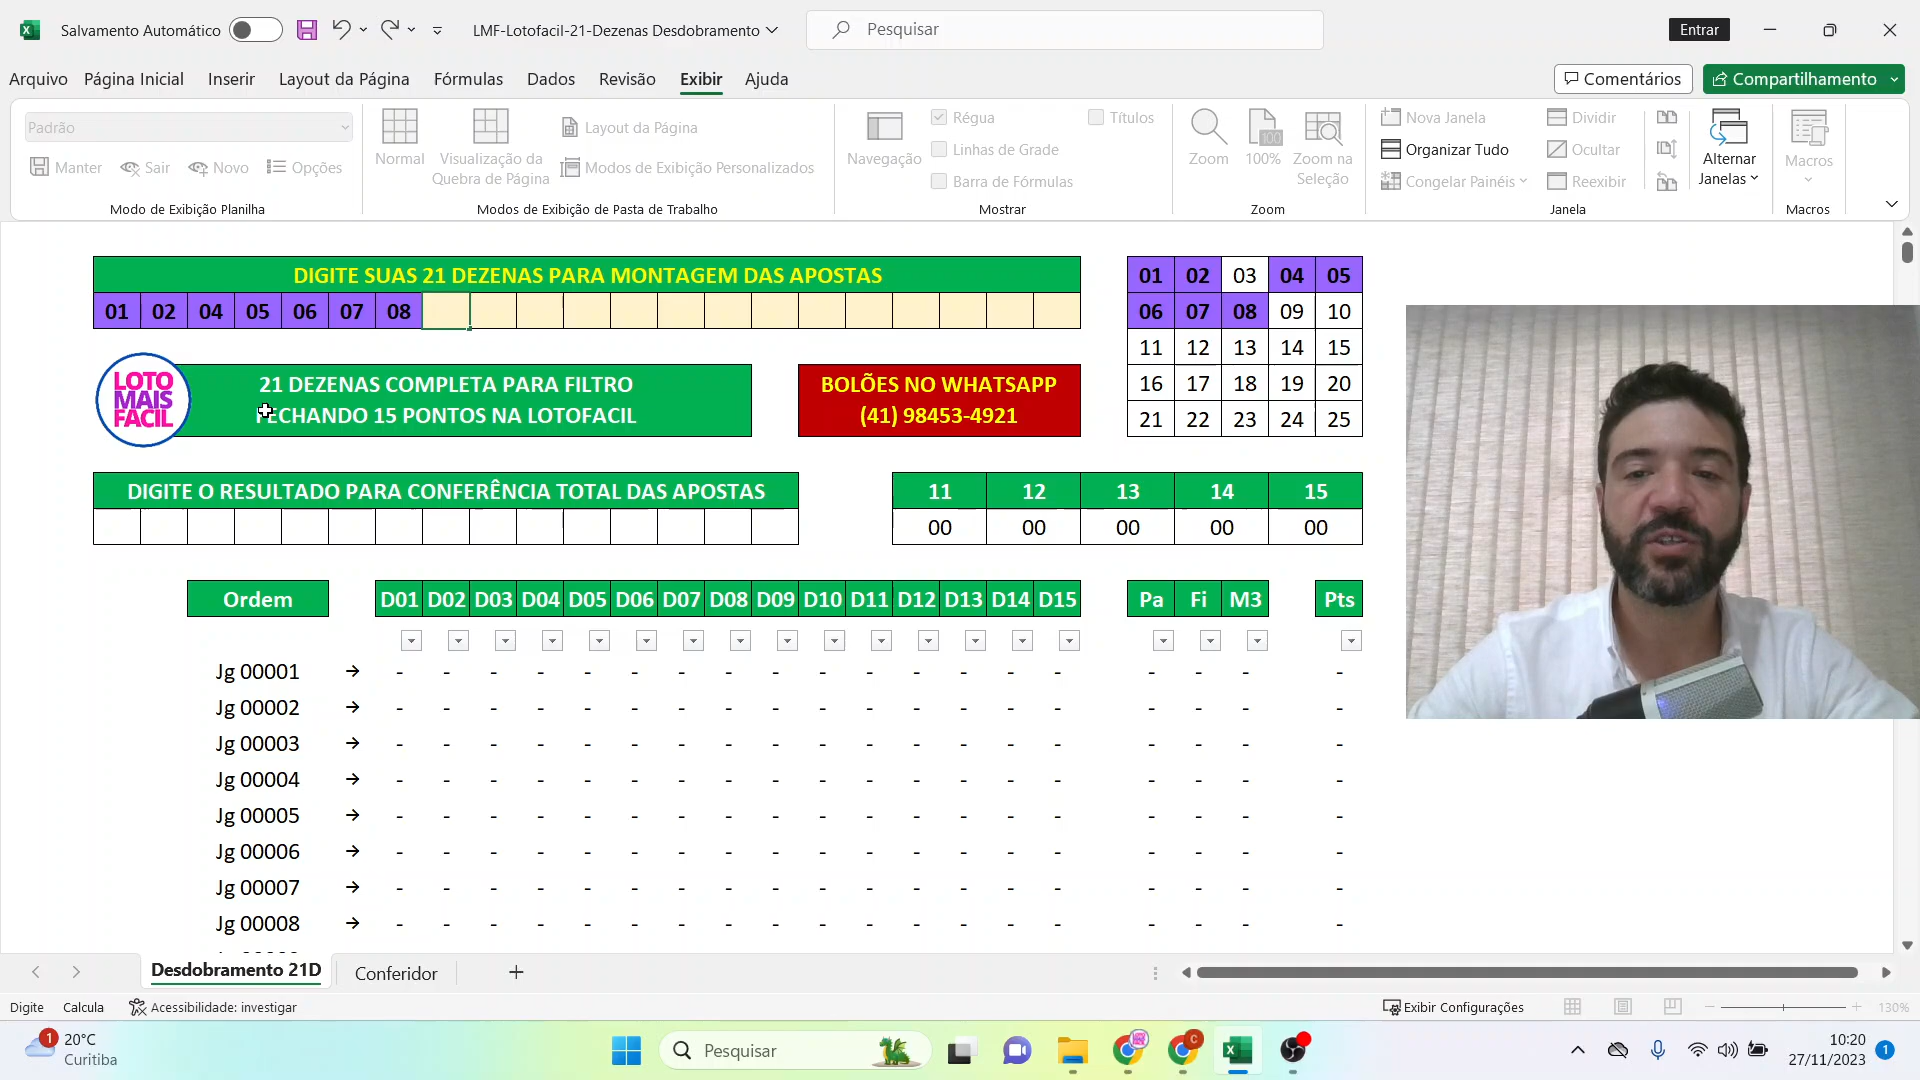 Salvamento Automático
LMF-Lotofacil-21-Dezenas Desdobramento
Pesquisar
Entrar
Arquivo Página Inicial Inserir Layout da Página Fórmulas Dados Revisão Exibir Ajuda
Comentários Compartilhamento
Padrão
Manter Sair Novo Opções
Modo de Exibição Planilha
Normal
Visualização da
Quebra de Página
Layout da Página
Modos de Exibição Personalizados
Modos de Exibição de Pasta de Trabalho
Navegação
Régua Títulos
Linhas de Grade
Barra de Fórmulas
Mostrar
Zoom
100
100%
Zoom na
Seleção
Zoom
Nova Janela
Organizar Tudo
Congelar Painéis
Dividir
Ocultar
Reexibir
Alternar
Janelas
Janela
Macros
Macros
DIGITE SUAS 21 DEZENAS PARA MONTAGEM DAS APOSTAS
01 02 04 05 06 07 08
01 02 03 04 05
06 07 08 09 10
11 12 13 14 15
16 17 18 19 20
21 22 23 24 25
LOTO
MAIS
FACIL
21 DEZENAS COMPLETA PARA FILTRO
FECHANDO 15 PONTOS NA LOTOFACIL
BOLÕES NO WHATSAPP
(41) 98453-4921
DIGITE O RESULTADO PARA CONFERÊNCIA TOTAL DAS APOSTAS
11 12 13 14 15
00 00 00 00 00
Ordem D01 D02 D03 D04 D05 D06 D07 D08 D09 D10 D11 D12 D13 D14 D15 Pa Fi M3 Pts
Jg 00001 → - - - - - - - - - - - - - - - - - - -
Jg 00002 → - - - - - - - - - - - - - - - - - - -
Jg 00003 → - - - - - - - - - - - - - - - - - - -
Jg 00004 → - - - - - - - - - - - - - - - - - - -
Jg 00005 → - - - - - - - - - - - - - - - - - - -
Jg 00006 → - - - - - - - - - - - - - - - - - - -
Jg 00007 → - - - - - - - - - - - - - - - - - - -
Jg 00008 → - - - - - - - - - - - - - - - - - - -
Desdobramento 21D Conferidor
Digite Calcula Acessibilidade: investigar
Exibir Configurações
130%
1
20°C
Curitiba
Pesquisar
10:20
27/11/2023
1